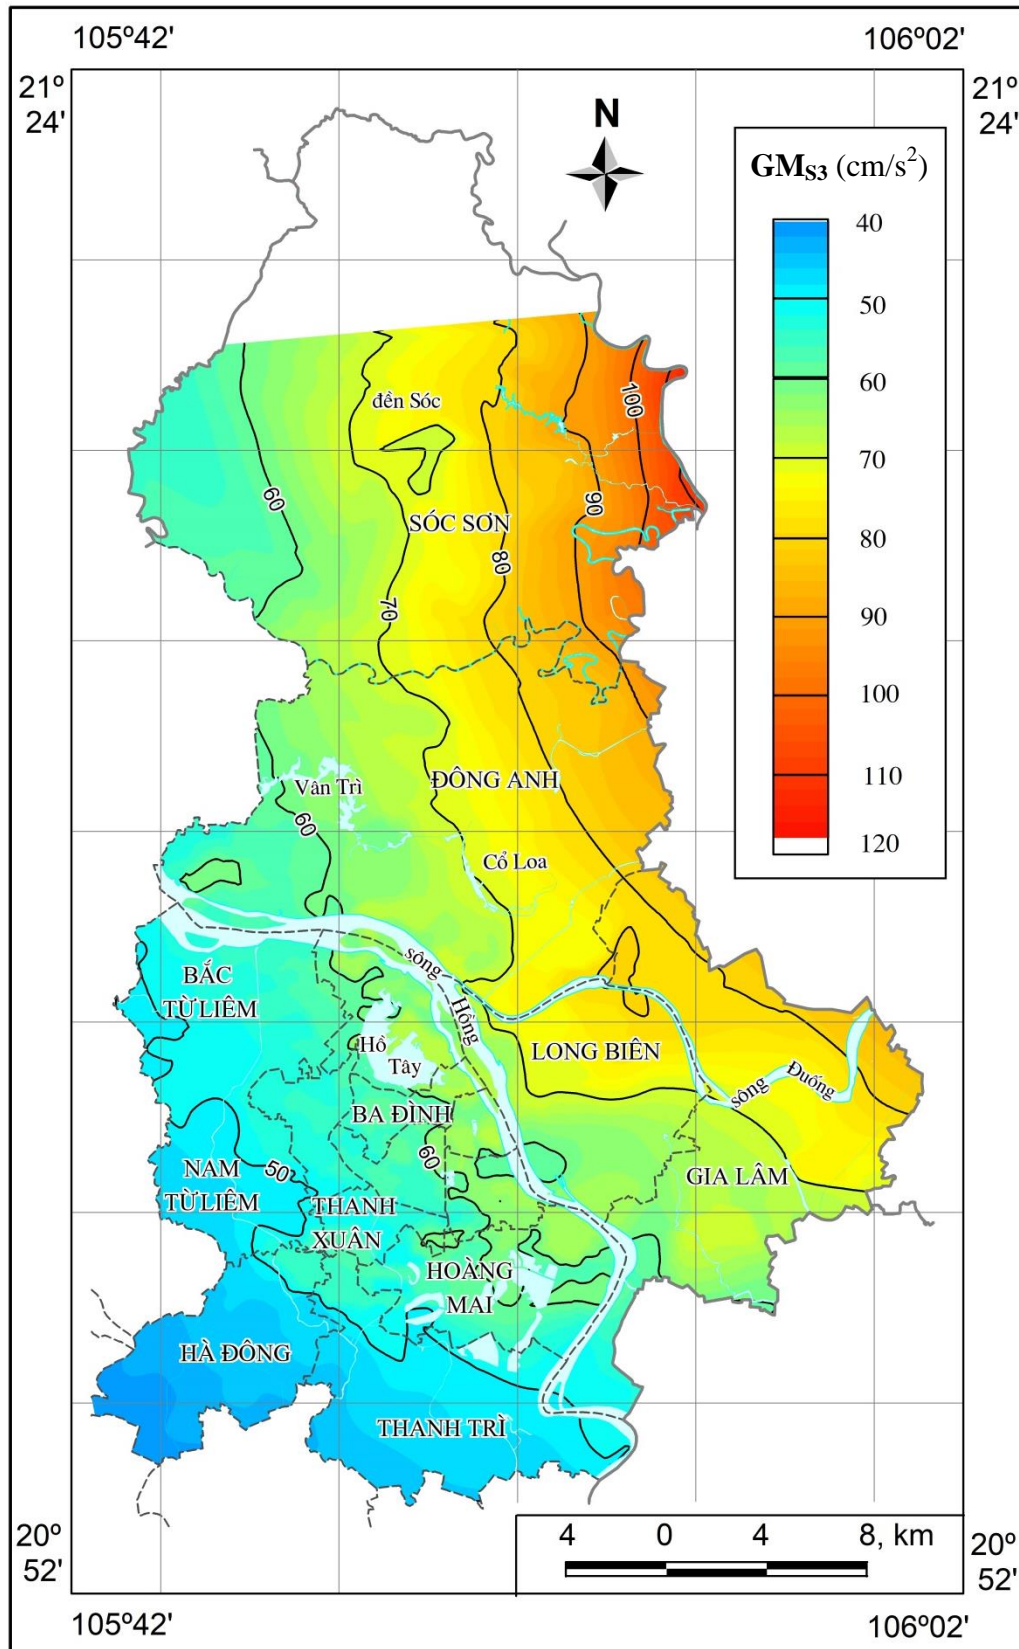 105º42'
106º02'
21º
24'
21º
24'
N
GMS3 (cm/s²)
40
50
60
70
80
90
100
110
120
đền Sóc
100
60
90
SÓC SƠN
80
70
Vân Trì
ĐÔNG ANH
60
Cổ Loa
sông
Hồng
BẮC
TỪ LIÊM
Hồ
Tây
LONG BIÊN
sông
Đuống
BA ĐÌNH
60
NAM
TỪ LIÊM
50
GIA LÂM
THANH
XUÂN
HOÀNG
MAI
HÀ ĐÔNG
THANH TRÌ
4
0
4
8, km
20º
52'
20º
52'
105º42'
106º02'